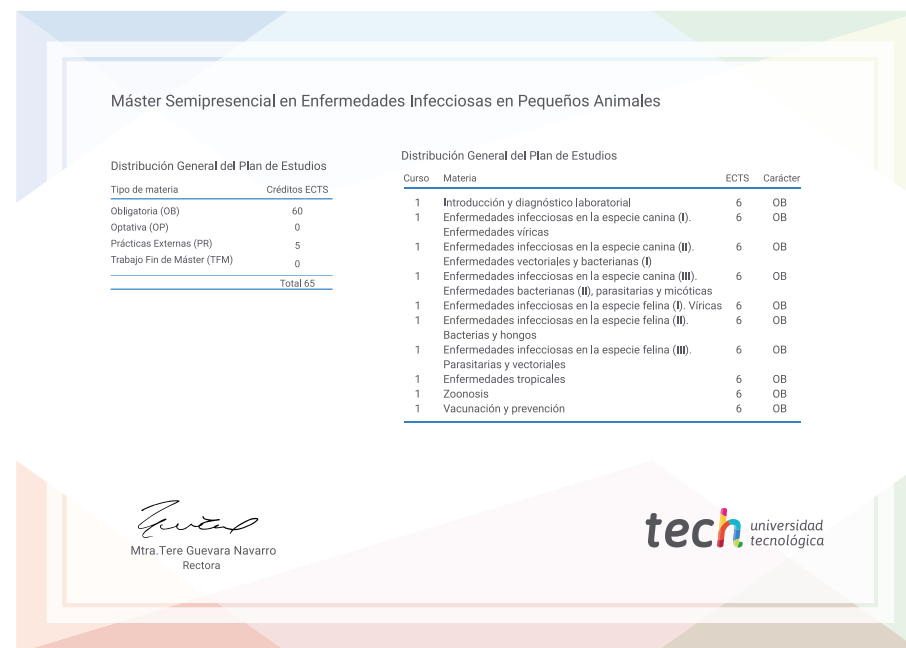 Máster Semipresencial en Enfermedades Infecciosas en Pequeños Animales
Distribución General del Plan de Estudios
Tipo de materia Créditos ECTS
Obligatoria (OB) 60
Optativa (OP) 0
Prácticas Externas (PR) 5
Trabajo Fin de Máster (TFM) 0
Total 65
Distribución General del Plan de Estudios
Curso Materia ECTS Carácter
1 Introducción y diagnóstico laboratorial 6 OB
1 Enfermedades infecciosas en la especie canina (I). 6 OB
Enfermedades víricas
1 Enfermedades infecciosas en la especie canina (II). 6 OB
Enfermedades vectoriales y bacterianas (I)
1 Enfermedades infecciosas en la especie canina (III). 6 OB
Enfermedades bacterianas (II), parasitarias y micóticas
1 Enfermedades infecciosas en la especie felina (I). Víricas 6 OB
1 Enfermedades infecciosas en la especie felina (II). 6 OB
Bacterias y hongos
1 Enfermedades infecciosas en la especie felina (III). 6 OB
Parasitarias y vectoriales
1 Enfermedades tropicales 6 OB
1 Zoonosis 6 OB
1 Vacunación y prevención 6 OB
Mtra.Tere Guevara Navarro
Rectora
tech universidad
tecnológica